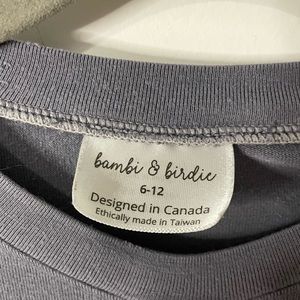 bambi & birdie
6-12
Designed in Canada
Ethically made in Taiwan